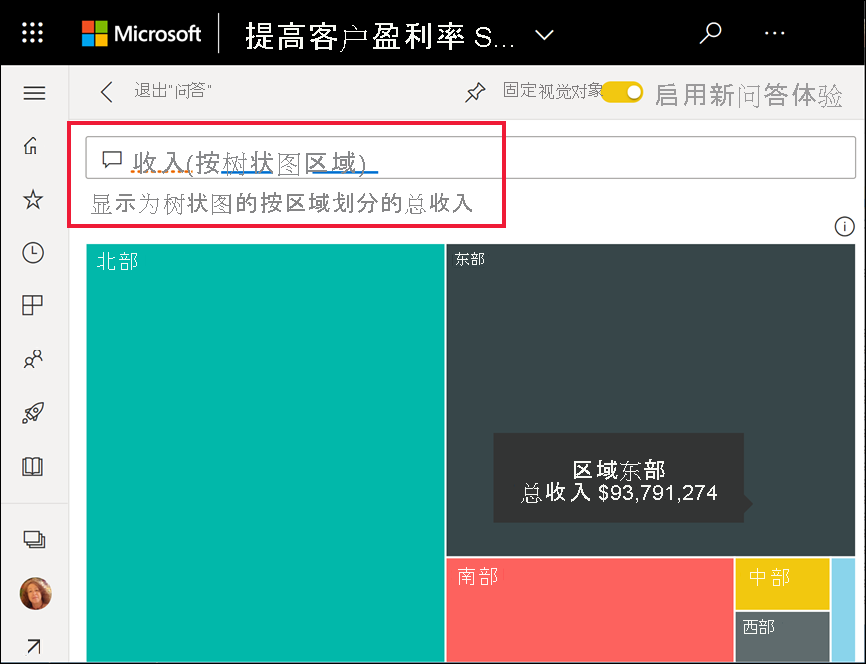 Microsoft 提高客户盈利率 S...
退出"问答"
固定视觉对象
启用新问答体验
收入(按树状图区域)
显示为树状图的按区域划分的总收入
北部
东部
区域东部
总收入 $93,791,274
南部
中部
西部